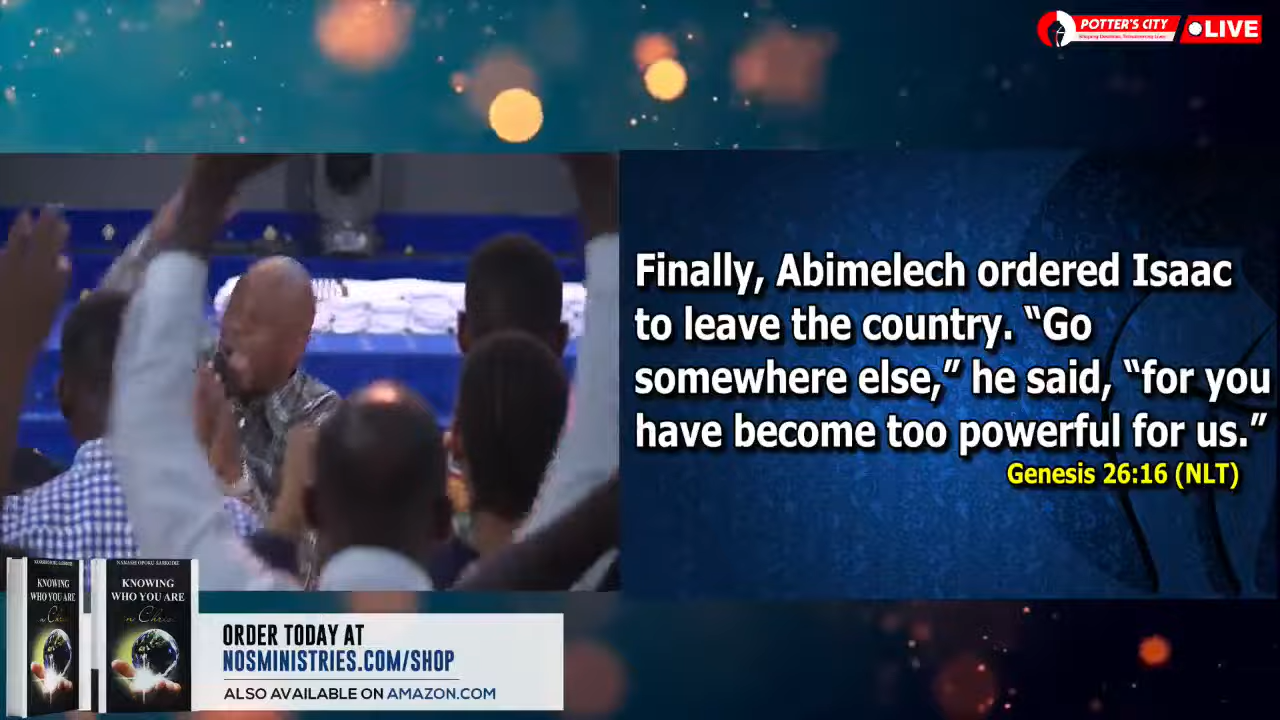 POTTER'S CITY
LIVE
Finally, Abimelech ordered Isaac
to leave the country. “Go
somewhere else,” he said, “for you
have become too powerful for us.”
Genesis 26:16 (NLT)
KNOWING
WHO YOU ARE
KNOWING
WHO YOU ARE
in Christ
ORDER TODAY AT
NOSMINISTRIES.COM/SHOP
ALSO AVAILABLE ON AMAZON.COM